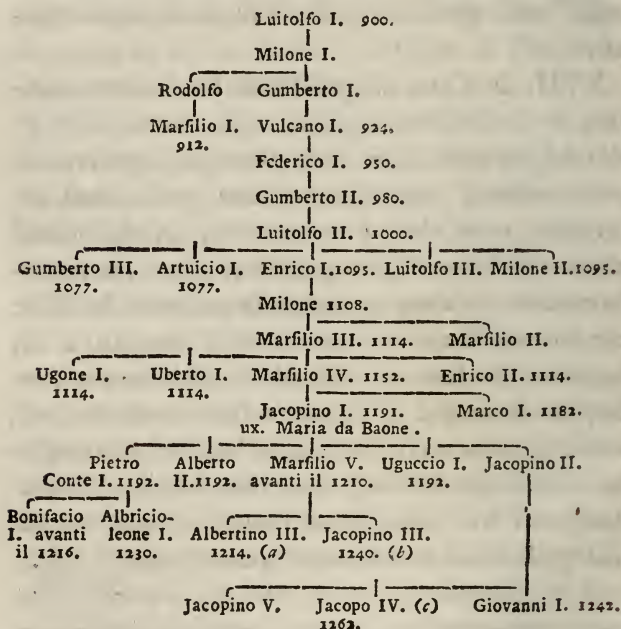 Luitolfo I. 900.
Milone I.
Rodolfo Gumberto I.
Marſilio I. Vulcano I. 924.
912. Federico I. 950.
Gumberto II. 980.
Luitolfo II. 1000.
Gumberto III. Artuicio I. Enrico I. 1095. Luitolfo III. Milone II. 1095.
1077. 1077.
Milone 1108.
Marſilio III. 1114. Marſilio II.
Ugone I. Uberto I. Marſilio IV. 1152. Enrico II. 1114.
1114. 1114.
Jacopino I. 1191. Marco I. 1182.
ux. Maria da Baone.
Pietro Alberto Marſilio V. Uguccio I. Jacopino II.
Conte I. 1192. II. 1192. avanti il 1210. 1192.
Bonifacio Albricio-
I. avanti leone I. Albertino III. Jacopino III.
il 1216. 1230. 1214. (a) 1240. (b)
Jacopino V. Jacopo IV. (c) Giovanni I. 1242.
1262.